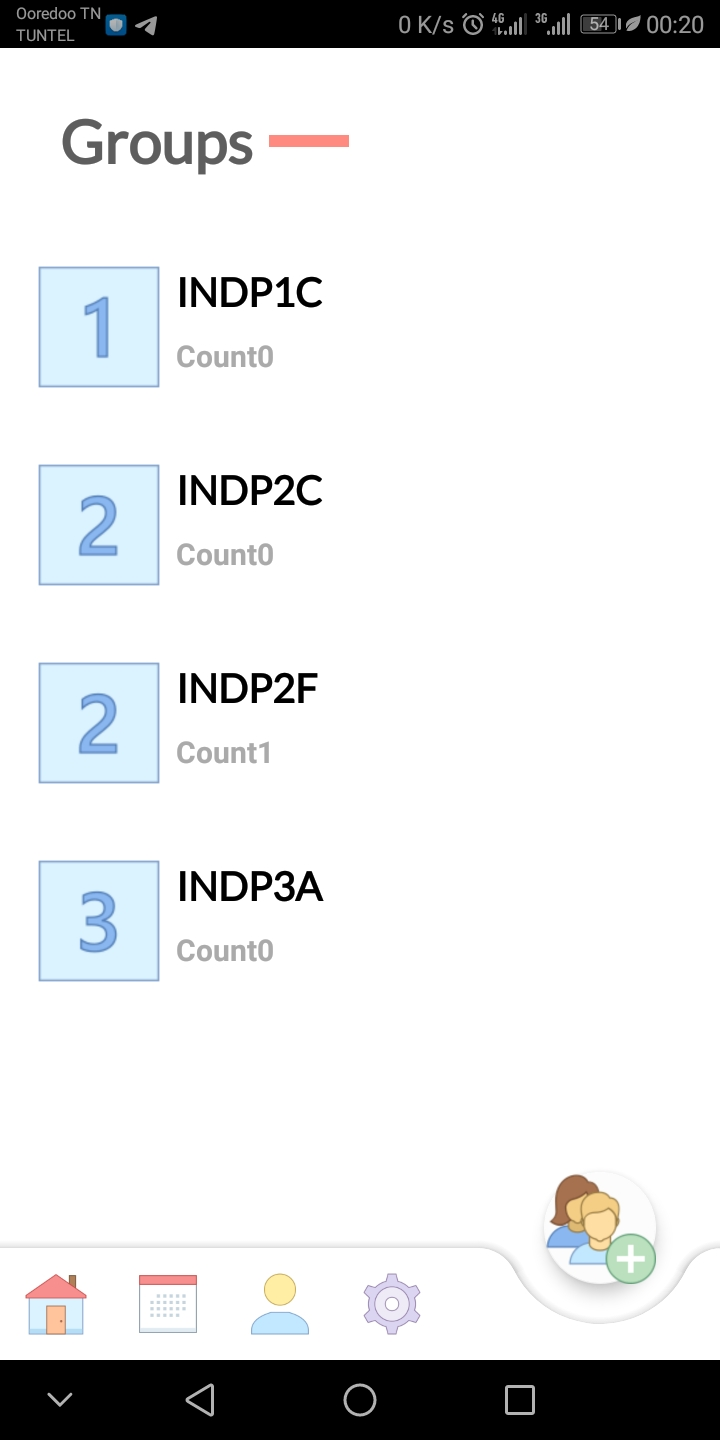 Ooredoo TN
TUNTEL
0 K/s 4G 3G 54 00:20
Groups
1
INDP1C
Count0
2
INDP2C
Count0
2
INDP2F
Count1
3
INDP3A
Count0